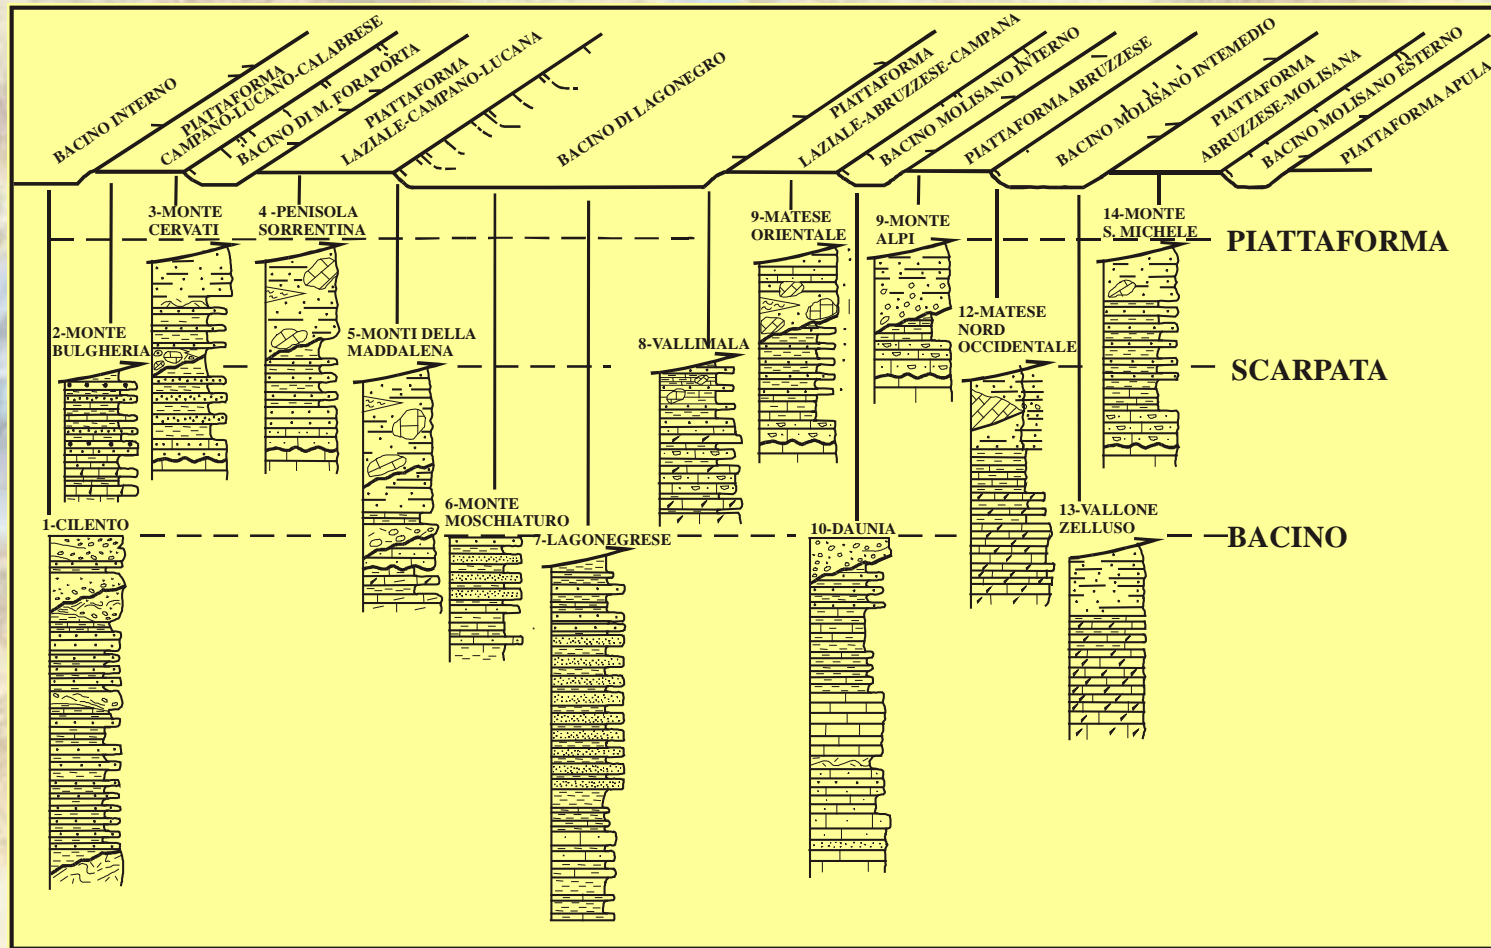 BACINO INTERNO
PIATTAFORMA
CAMPANO-LUCANO-CALABRESE
BACINO DI M. FORAPORTA
PIATTAFORMA
LAZIALE-CAMPANO-LUCANA
BACINO DI LAGONEGRO
PIATTAFORMA
LAZIALE-ABRUZZESE-CAMPANA
BACINO MOLISANO INTERNO
PIATTAFORMA ABRUZZESE
BACINO MOLISANO INTEMEDIO
PIATTAFORMA
ABRUZZESE-MOLISANA
BACINO MOLISANO ESTERNO
PIATTAFORMA APULA
3-MONTE
CERVATI
4 -PENISOLA
SORRENTINA
9-MATESE
ORIENTALE
9-MONTE
ALPI
14-MONTE
S. MICHELE
PIATTAFORMA
2-MONTE
BULGHERIA
5-MONTI DELLA
MADDALENA
8-VALLIMALA
12-MATESE
NORD
OCCIDENTALE
SCARPATA
1-CILENTO
6-MONTE
MOSCHIATURO
7-LAGONEGRESE
10-DAUNIA
13-VALLONE
ZELLUSO
BACINO